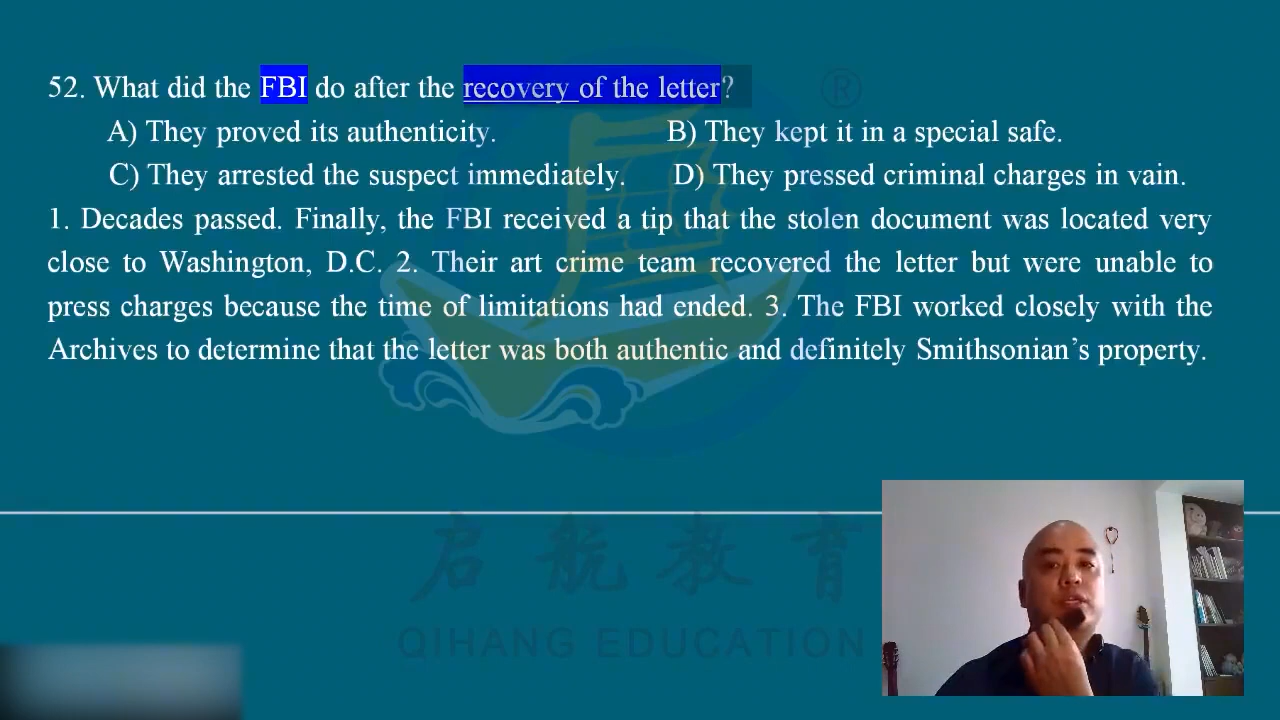 52. What did the FBI do after the recovery of the letter?
A) They proved its authenticity. B) They kept it in a special safe.
C) They arrested the suspect immediately. D) They pressed criminal charges in vain.
1. Decades passed. Finally, the FBI received a tip that the stolen document was located very
close to Washington, D.C. 2. Their art crime team recovered the letter but were unable to
press charges because the time of limitations had ended. 3. The FBI worked closely with the
Archives to determine that the letter was both authentic and definitely Smithsonian’s property.
®
启航教育
QIHANG EDUCATION